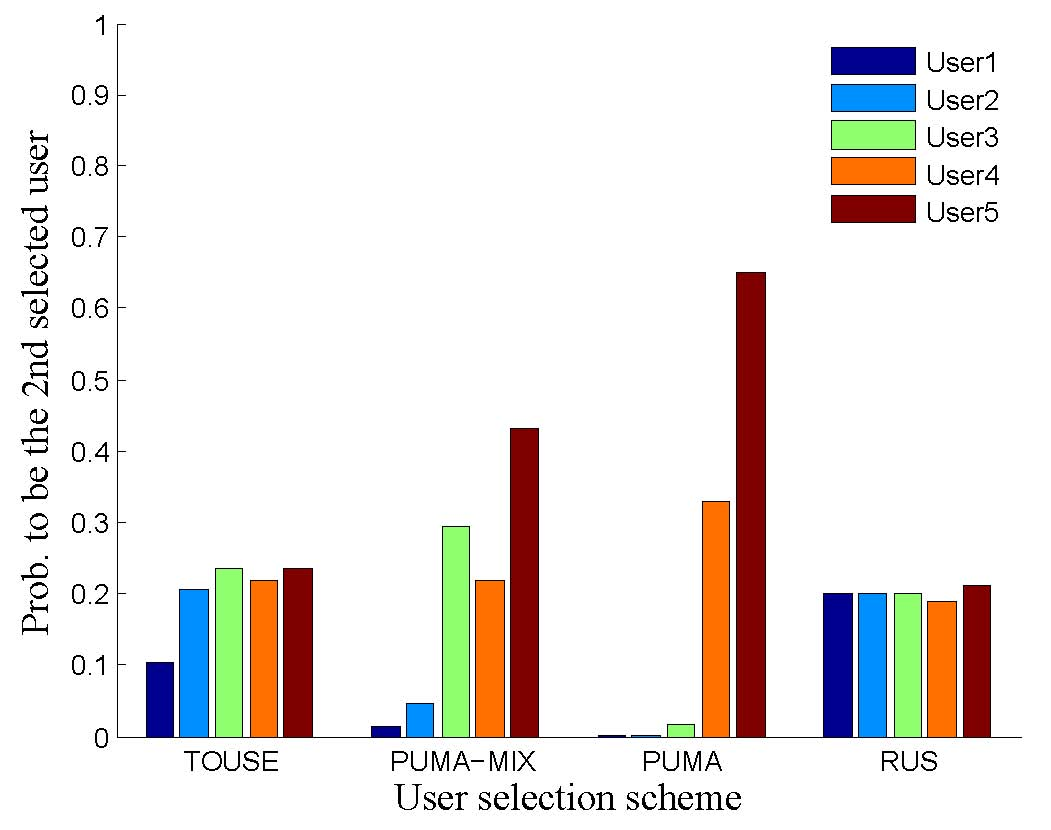 1
0.9
0.8
0.7
0.6
0.5
0.4
0.3
0.2
0.1
0
Prob. to be the 2nd selected user
User1
User2
User3
User4
User5
TOUSE PUMA-MIX PUMA RUS
User selection scheme